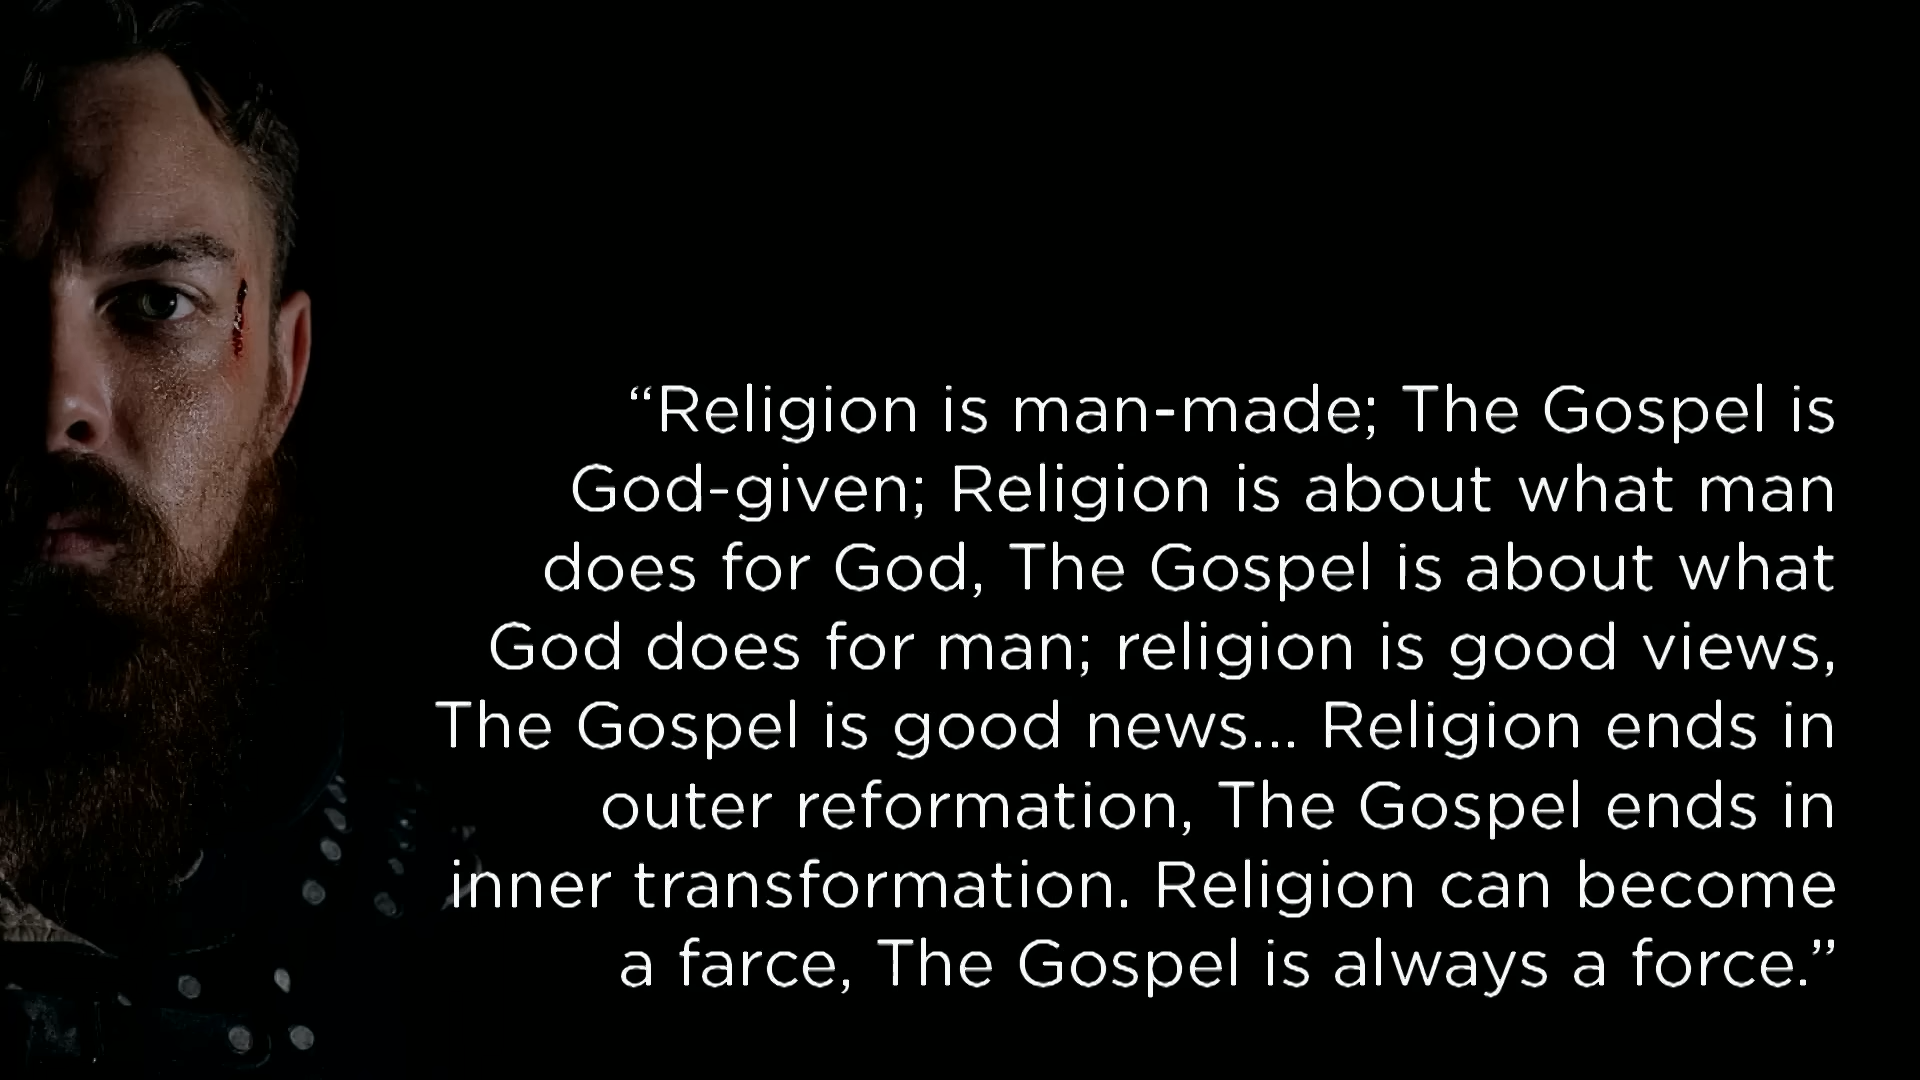 “Religion is man-made; The Gospel is
God-given; Religion is about what man
does for God, The Gospel is about what
God does for man; religion is good views,
The Gospel is good news... Religion ends in
outer reformation, The Gospel ends in
inner transformation. Religion can become
a farce, The Gospel is always a force.”